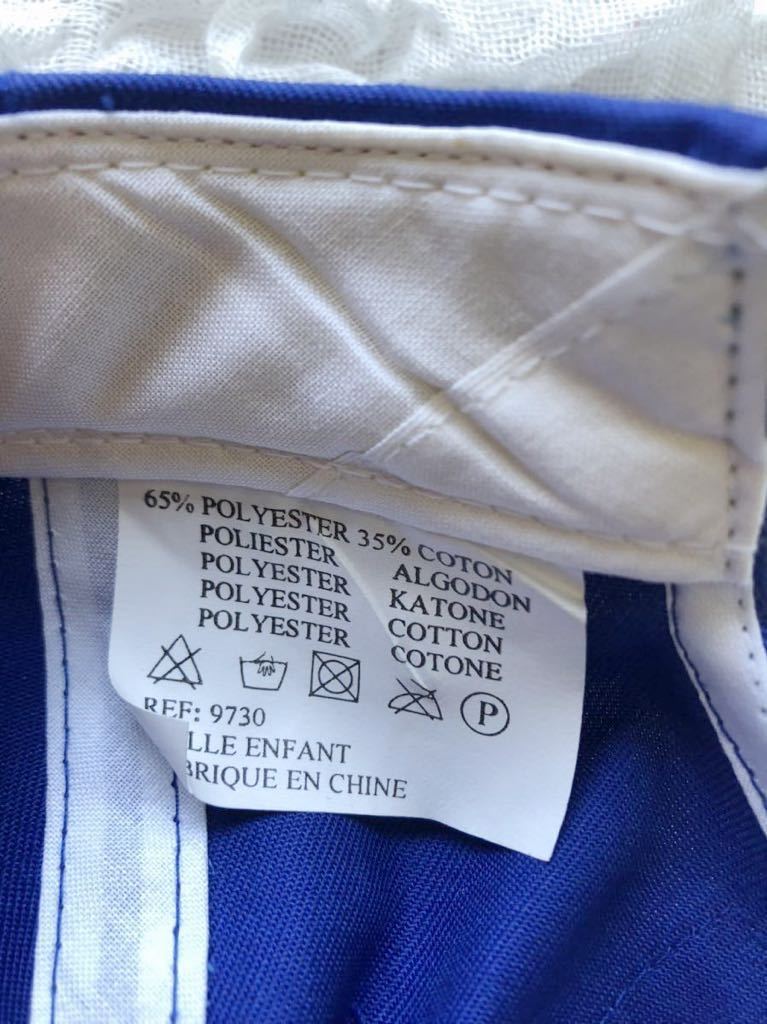 65% POLYESTER 35% COTON
POLIESTER ALGODON
POLYESTER KATONE
POLYESTER COTTON
POLYESTER COTONE
P
REF: 9730
LLE ENFANT
BRIQUE EN CHINE